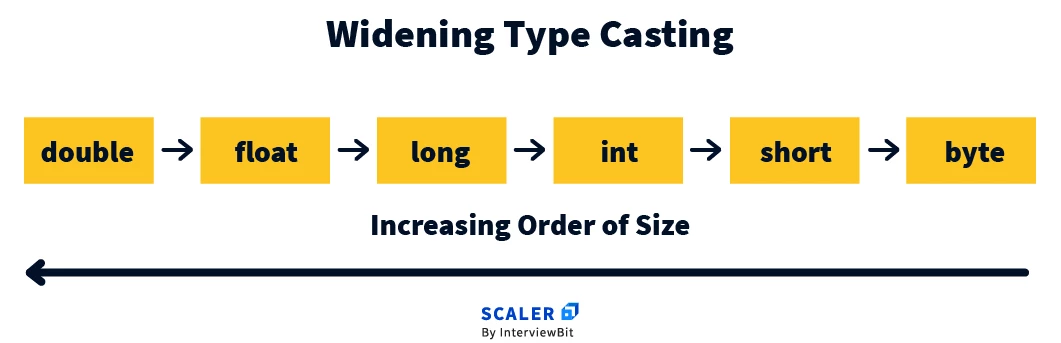 Widening Type Casting
double
float
long
int
short
byte
Increasing Order of Size
SCALER
By InterviewBit